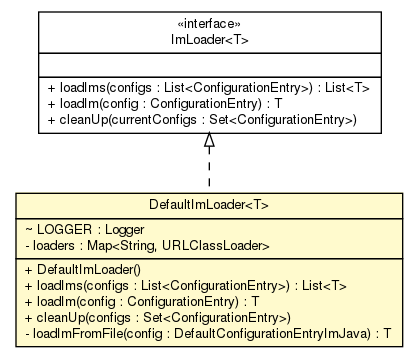 «interface»
ImLoader<T>
+ loadIms(configs : List<ConfigurationEntry>) : List<T>
+ loadIm(config : ConfigurationEntry) : T
+ cleanUp(currentConfigs : Set<ConfigurationEntry>)
DefaultImLoader<T>
~ LOGGER : Logger
- loaders : Map<String, URLClassLoader>
+ DefaultImLoader()
+ loadIms(configs : List<ConfigurationEntry>) : List<T>
+ loadIm(config : ConfigurationEntry) : T
+ cleanUp(configs : Set<ConfigurationEntry>)
- loadImFromFile(config : DefaultConfigurationEntryImJava) : T